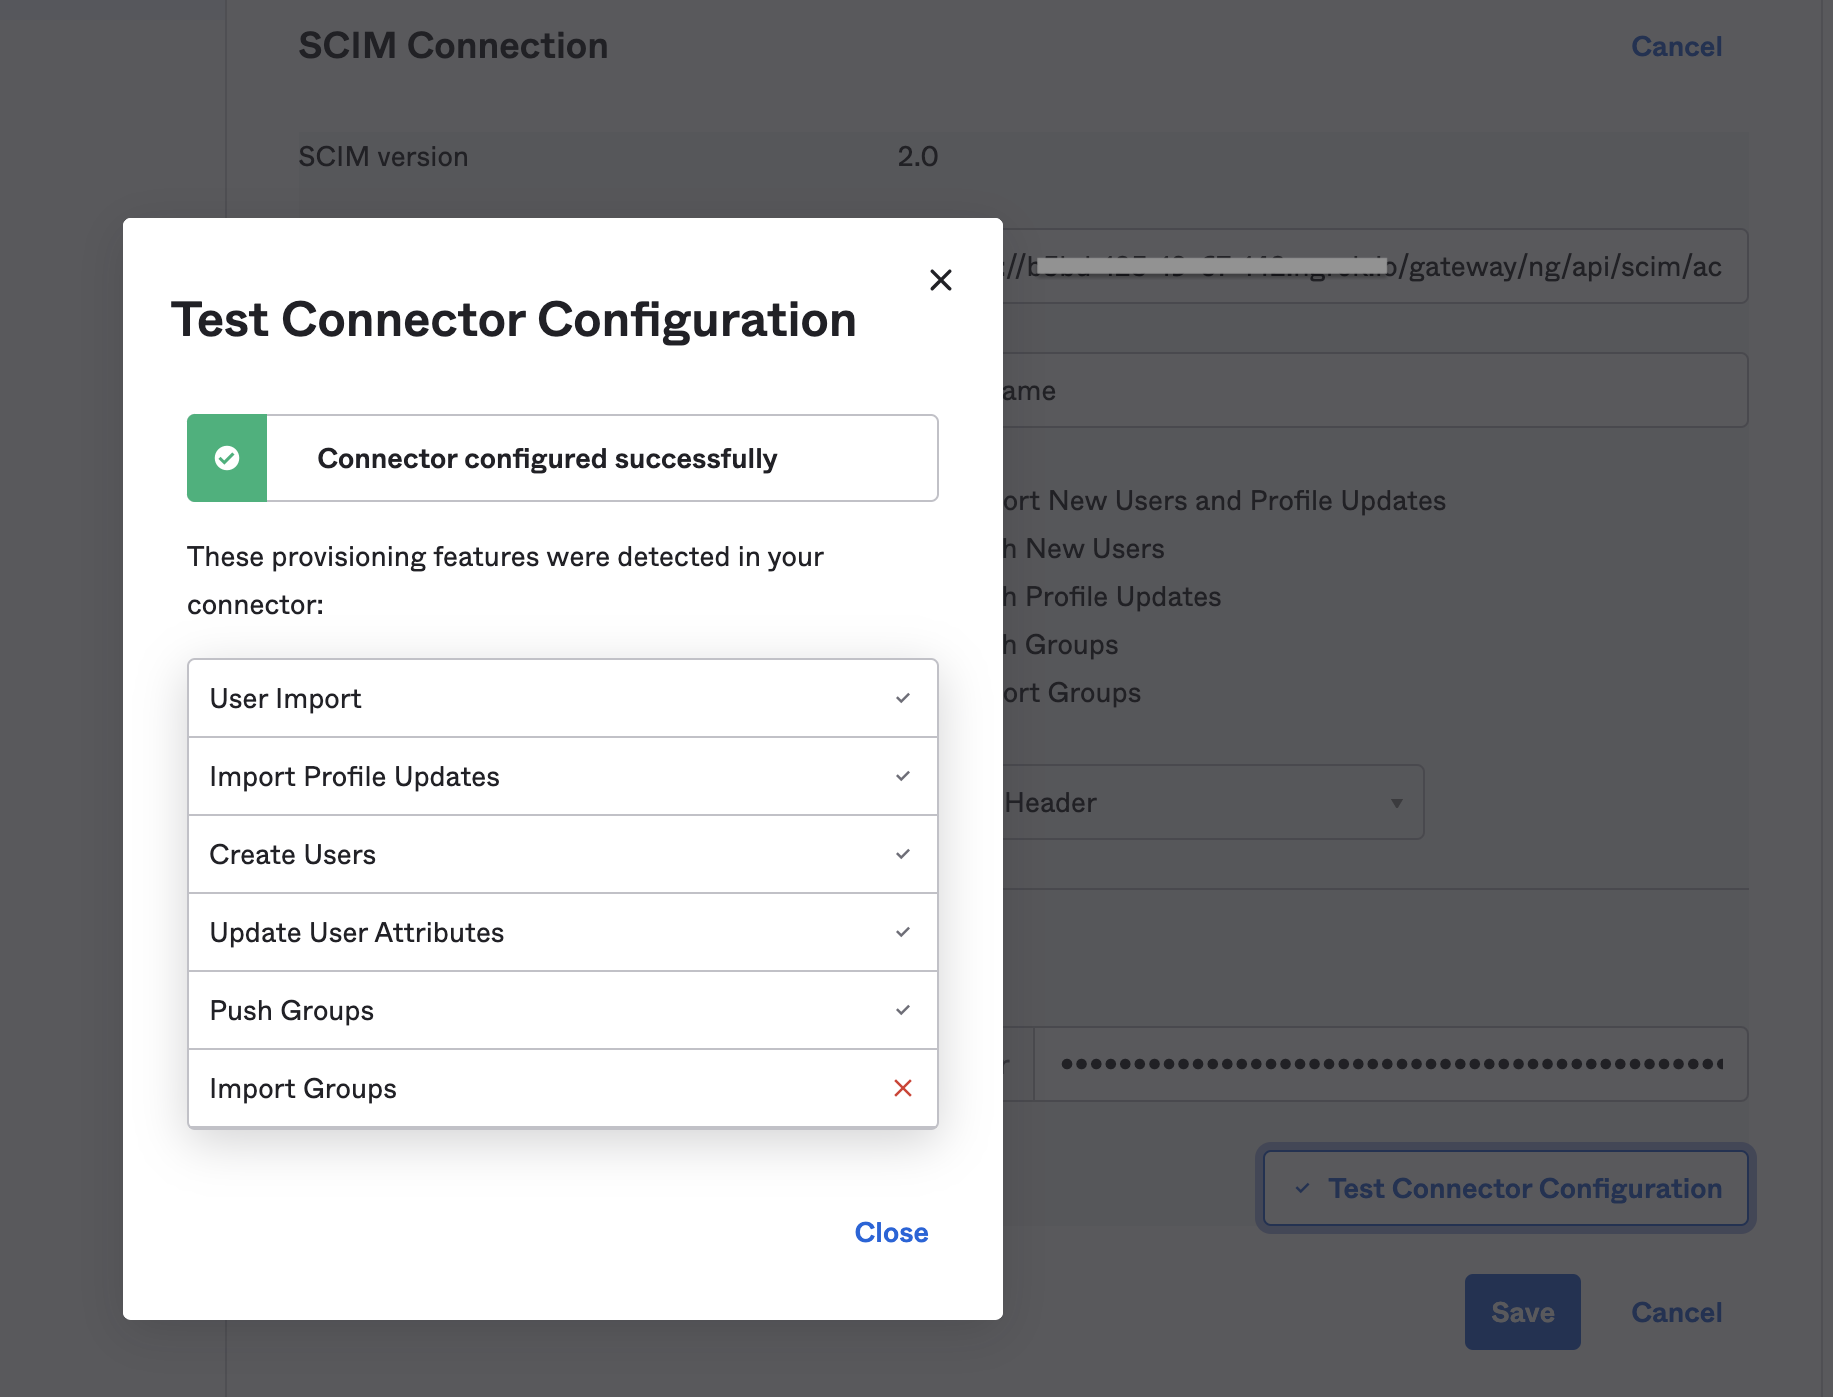 SCIM Connection
Cancel
SCIM version 2.0
/gateway/ng/api/scim/ac
Test Connector Configuration
ame
Connector configured successfully
ort New Users and Profile Updates
These provisioning features were detected in your
h New Users
connector:
h Profile Updates
h Groups
User Import
ort Groups
Import Profile Updates
Header
Create Users
Update User Attributes
Push Groups
Import Groups
Test Connector Configuration
Close
Save
Cancel